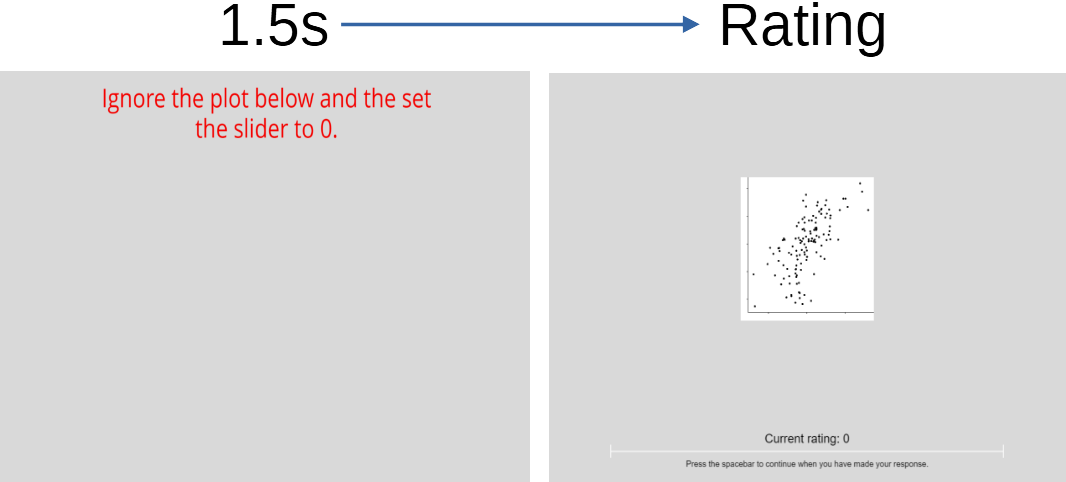 1.5s
Rating
Ignore the plot below and the set
the slider to 0.
Current rating: 0
Press the spacebar to continue when you have made your response.